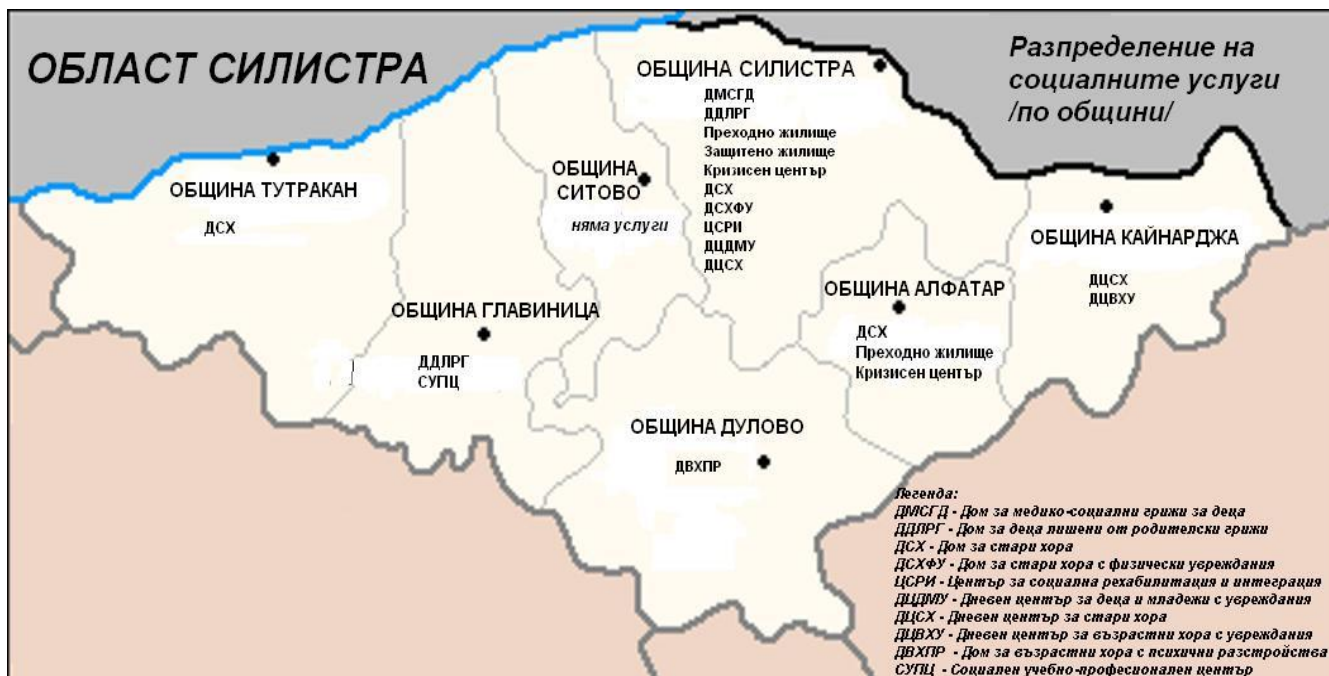 ОБЛАСТ СИЛИСТРА
Разпределение на
социалните услуги
/по общини/
ОБЩИНА СИЛИСТРА
ДМСГД
ДДЛРГ
Преходно жилище
Защитено жилище
Кризисен център
ДСХ
ДСХФУ
ЦСРИ
ДЦДМУ
ДЦСХ
ОБЩИНА ТУТРАКАН
ДСХ
ОБЩИНА
СИТОВО
няма услуги
ОБЩИНА КАЙНАРДЖА
ДЦСХ
ДЦВХУ
ОБЩИНА АЛФАТАР
ДСХ
Преходно жилище
Кризисен център
ОБЩИНА ГЛАВИНИЦА
ДДЛРГ
СУПЦ
ОБЩИНА ДУЛОВО
ДВХПР
Легенда:
ДМСГД - Дом за медико-социални грижи за деца
ДДЛРГ - Дом за деца лишени от родителски грижи
ДСХ - Дом за стари хора
ДСХФУ - Дом за стари хора с физически увреждания
ЦСРИ - Център за социална рехабилитация и интеграция
ДЦДМУ - Дневен център за деца и младежи с увреждания
ДЦСХ - Дневен център за стари хора
ДЦВХУ - Дневен център за възрастни хора с увреждания
ДВХПР - Дом за възрастни хора с психични разстройства
СУПЦ - Социален учебно-професионален център